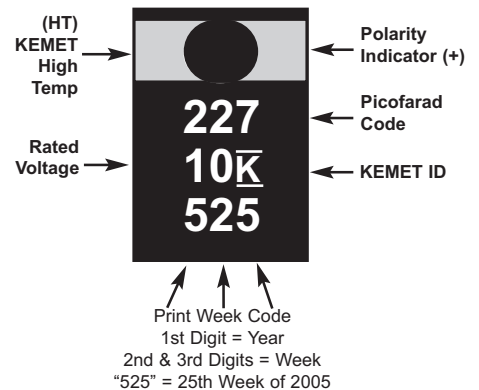 (HT)
KEMET
High
Temp
Polarity
Indicator (+)
227
Picofarad
Code
Rated
Voltage
10K
KEMET ID
525
Print Week Code
1st Digit = Year
2nd & 3rd Digits = Week
“525” = 25th Week of 2005